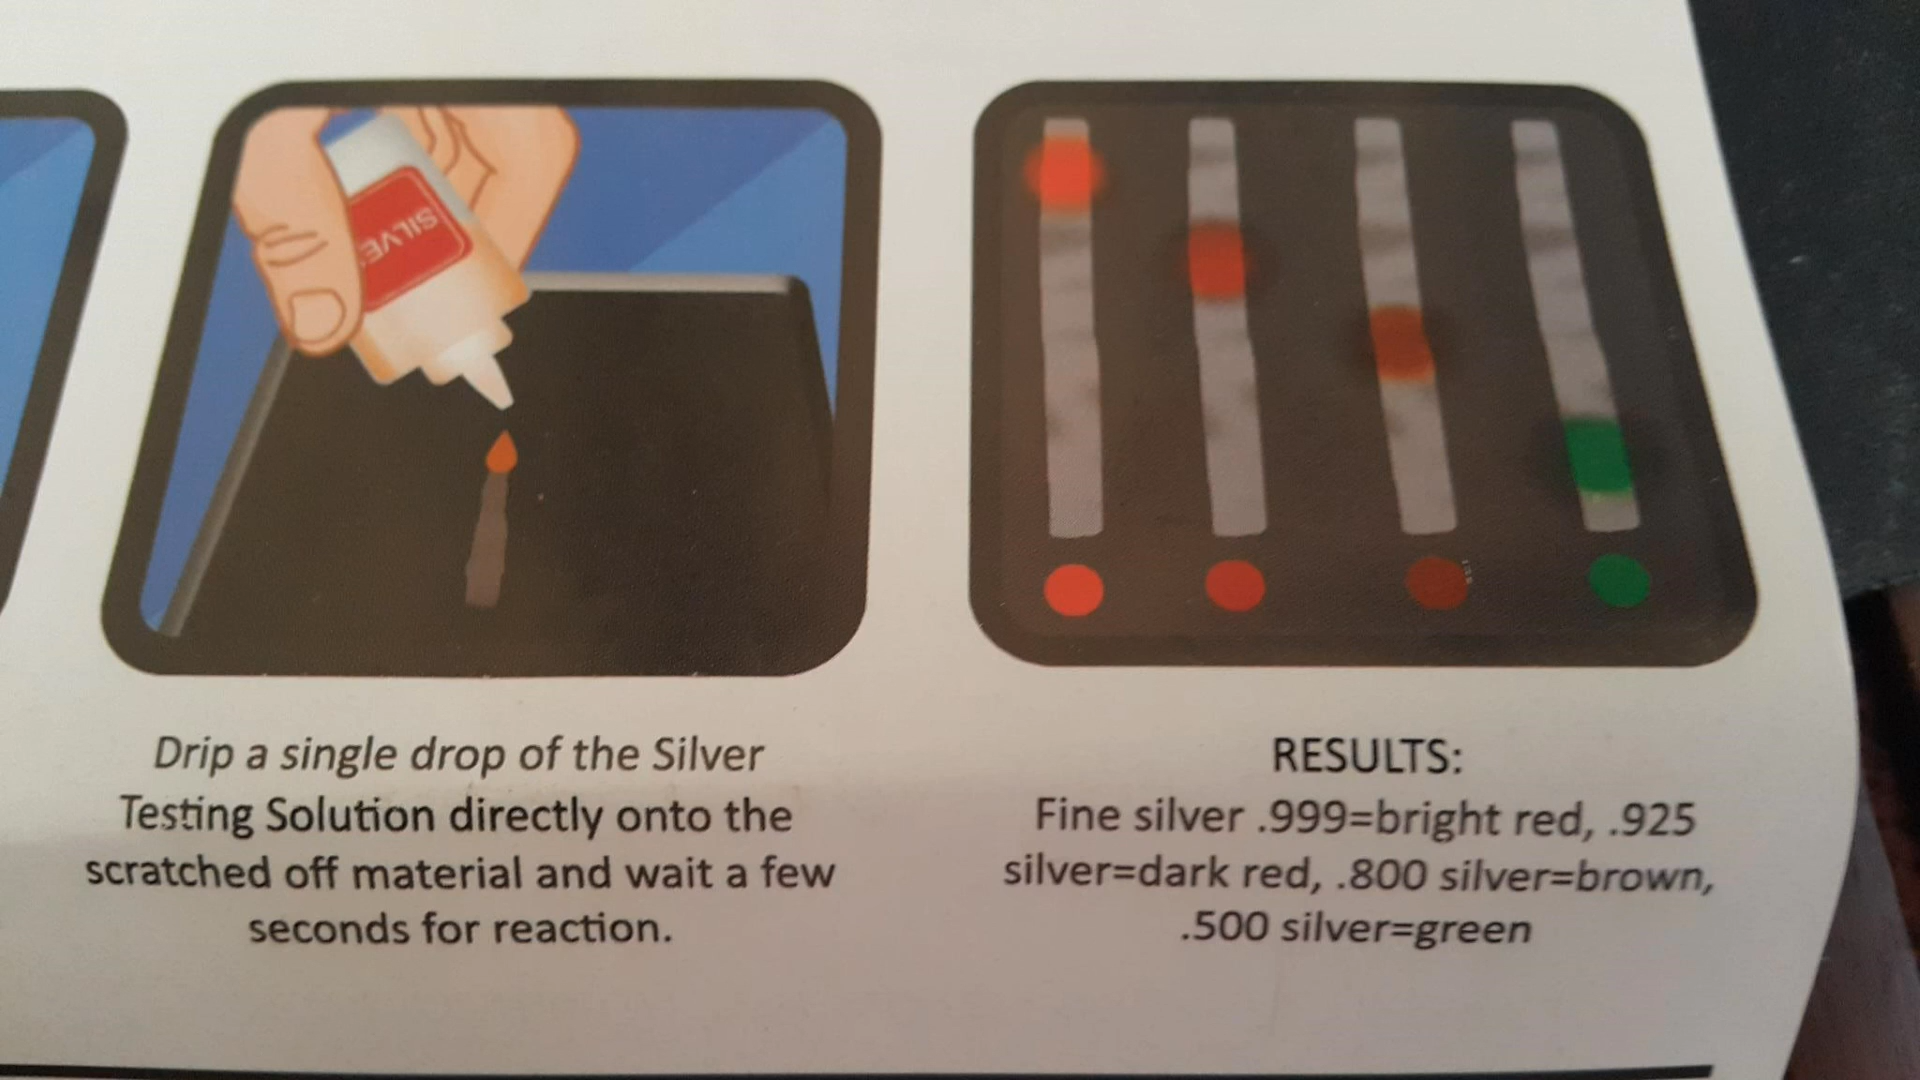 SILVE
Drip a single drop of the Silver
Testing Solution directly onto the
scratched off material and wait a few
seconds for reaction.
RESULTS:
Fine silver .999=bright red, .925
silver=dark red, .800 silver=brown,
.500 silver=green